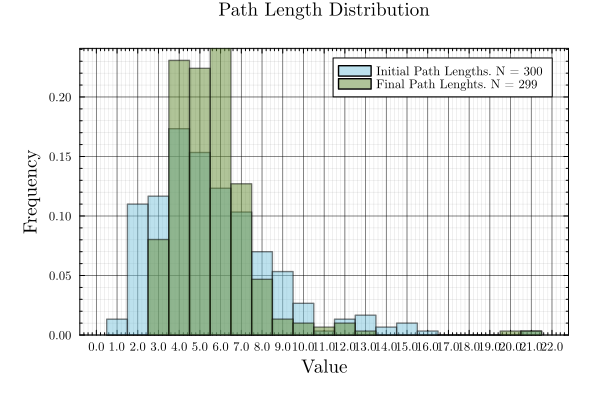 Path Length Distribution
Initial Path Lengths. N = 300
Final Path Lenghts. N = 299
0.20
0.15
0.10
0.05
0.00
Frequency
0.0 1.0 2.0 3.0 4.0 5.0 6.0 7.0 8.0 9.0 10.0 11.0 12.0 13.0 14.0 15.0 16.0 17.0 18.0 19.0 20.0 21.0 22.0
Value